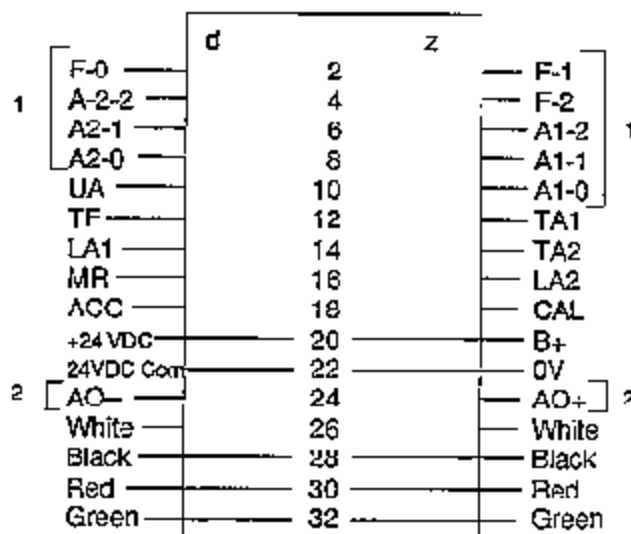 d z
F-0 2 F-1
1 A-2-2 4 F-2
A2-1 6 A1-2 1
A2-0 8 A1-1
UA 10 A1-0
TF 12 TA1
LA1 14 TA2
MR 16 LA2
ACC 18 CAL
+24 VDC 20 B+
24VDC Com 22 0V
2 AO– 24 AO+ 2
White 26 White
Black 28 Black
Red 30 Red
Green 32 Green